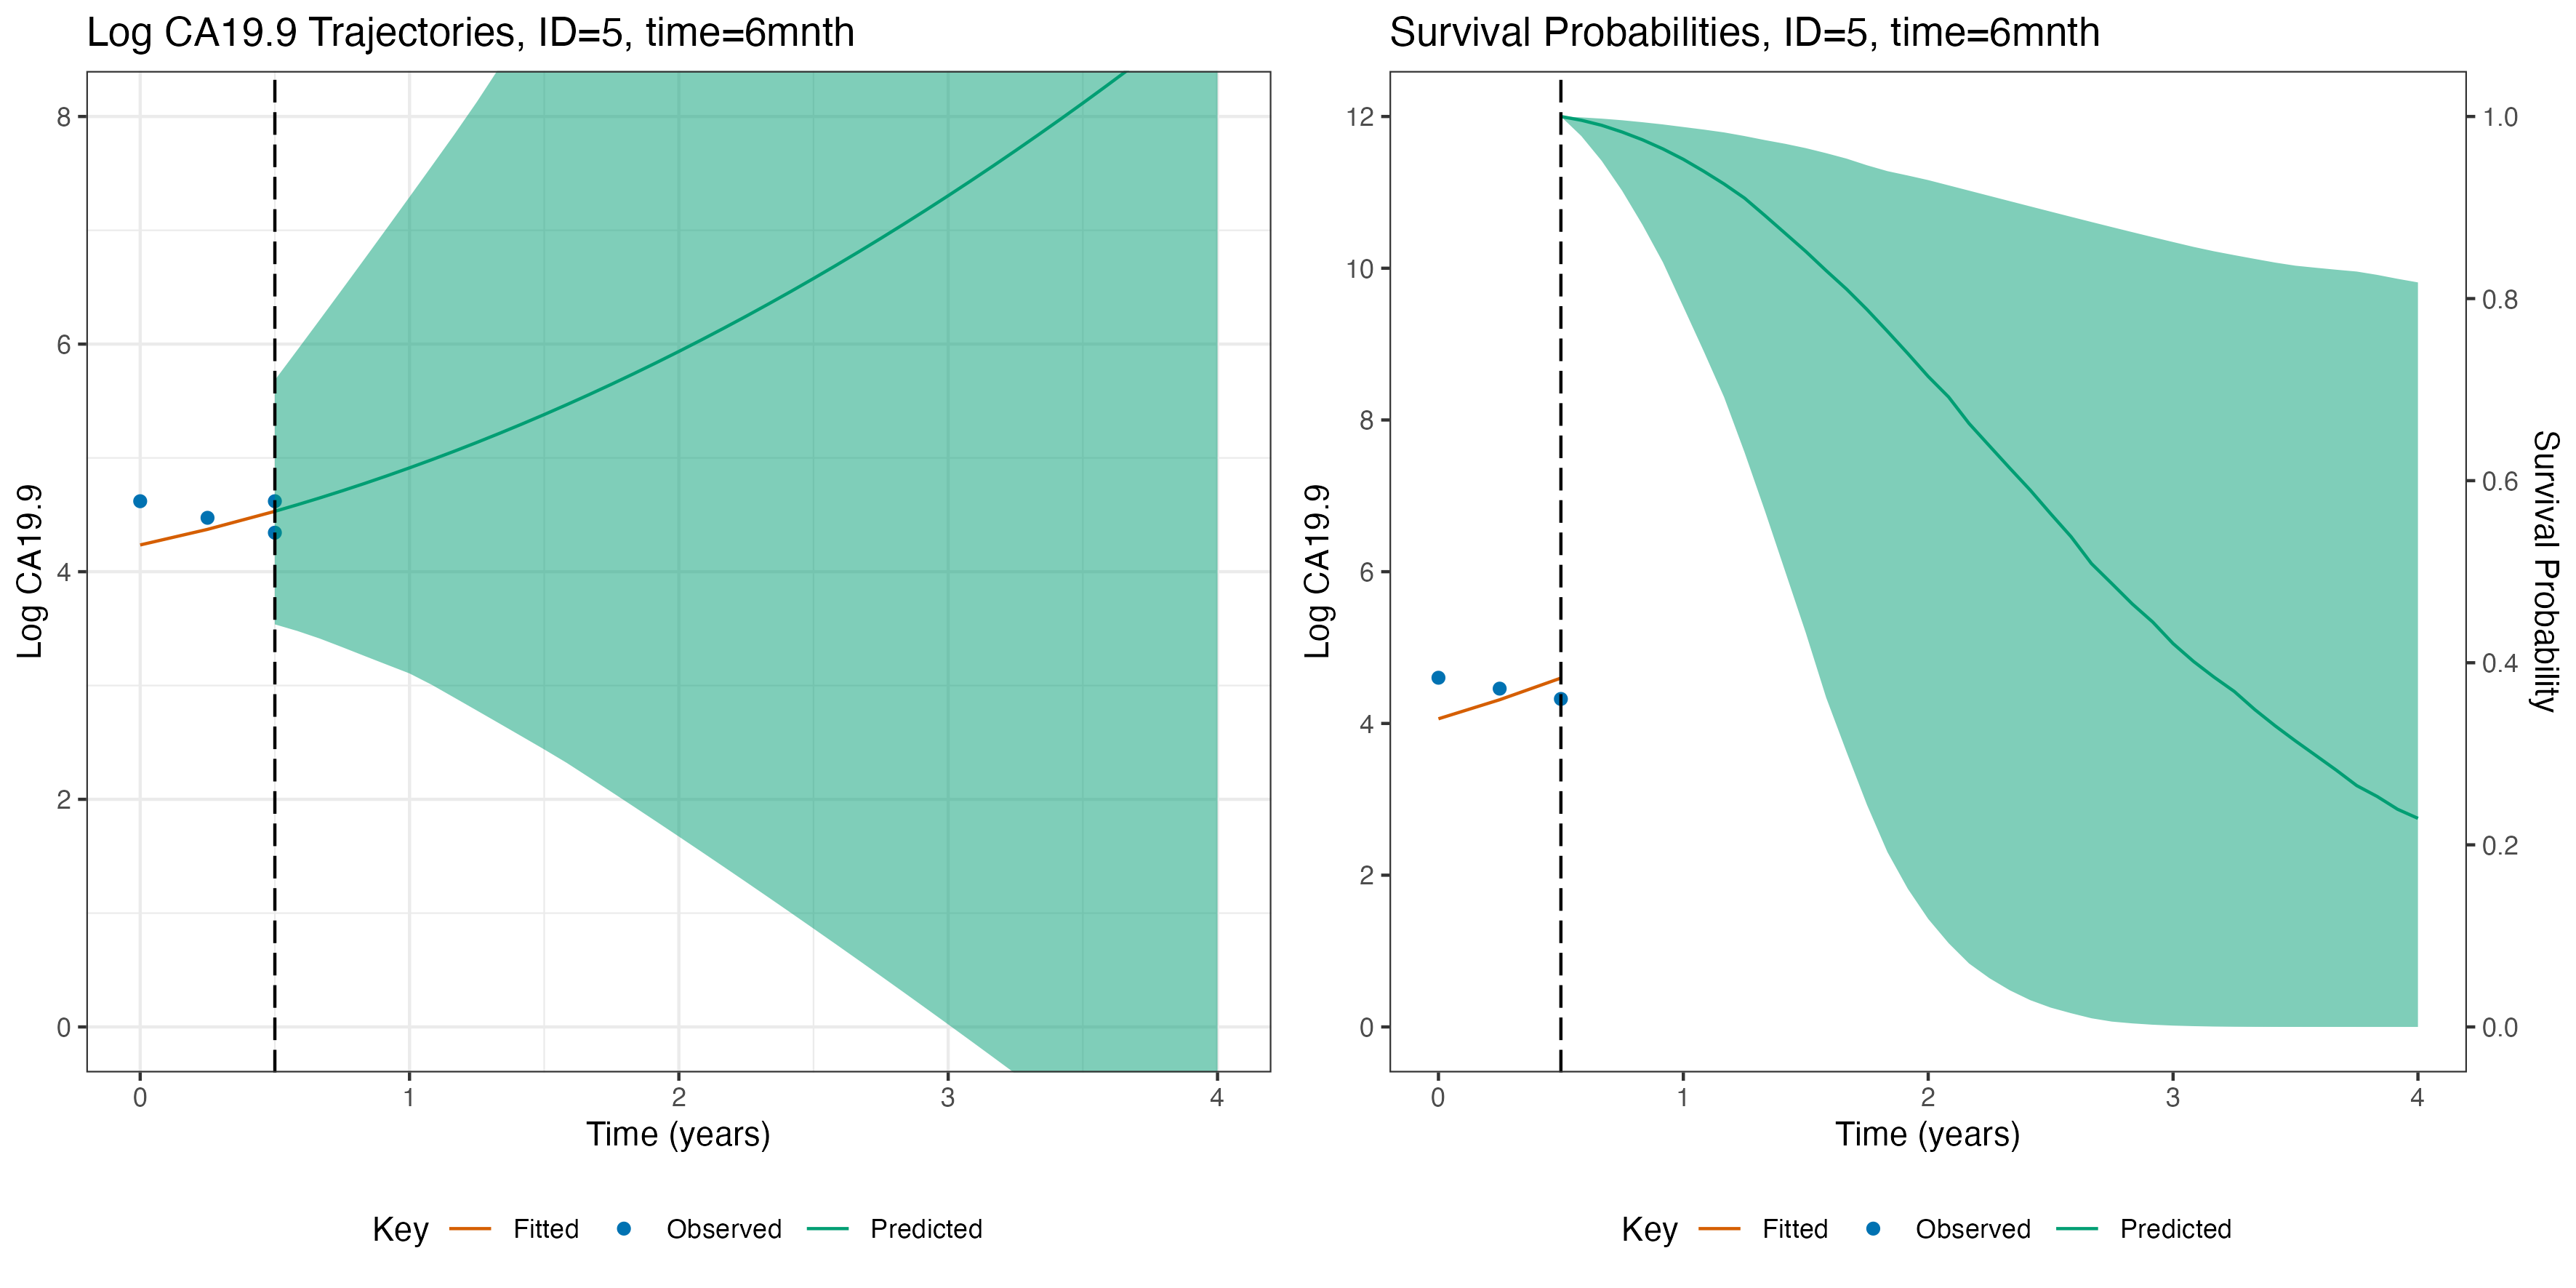 Log CA19.9 Trajectories, ID=5, time=6mnth
8
6
4
2
0
Log CA19.9
0 1 2 3 4
Time (years)
Key Fitted Observed Predicted
Survival Probabilities, ID=5, time=6mnth
12
10
8
6
4
2
0
Log CA19.9
1.0
0.8
0.6
0.4
0.2
0.0
Survival Probability
0 1 2 3 4
Time (years)
Key Fitted Observed Predicted